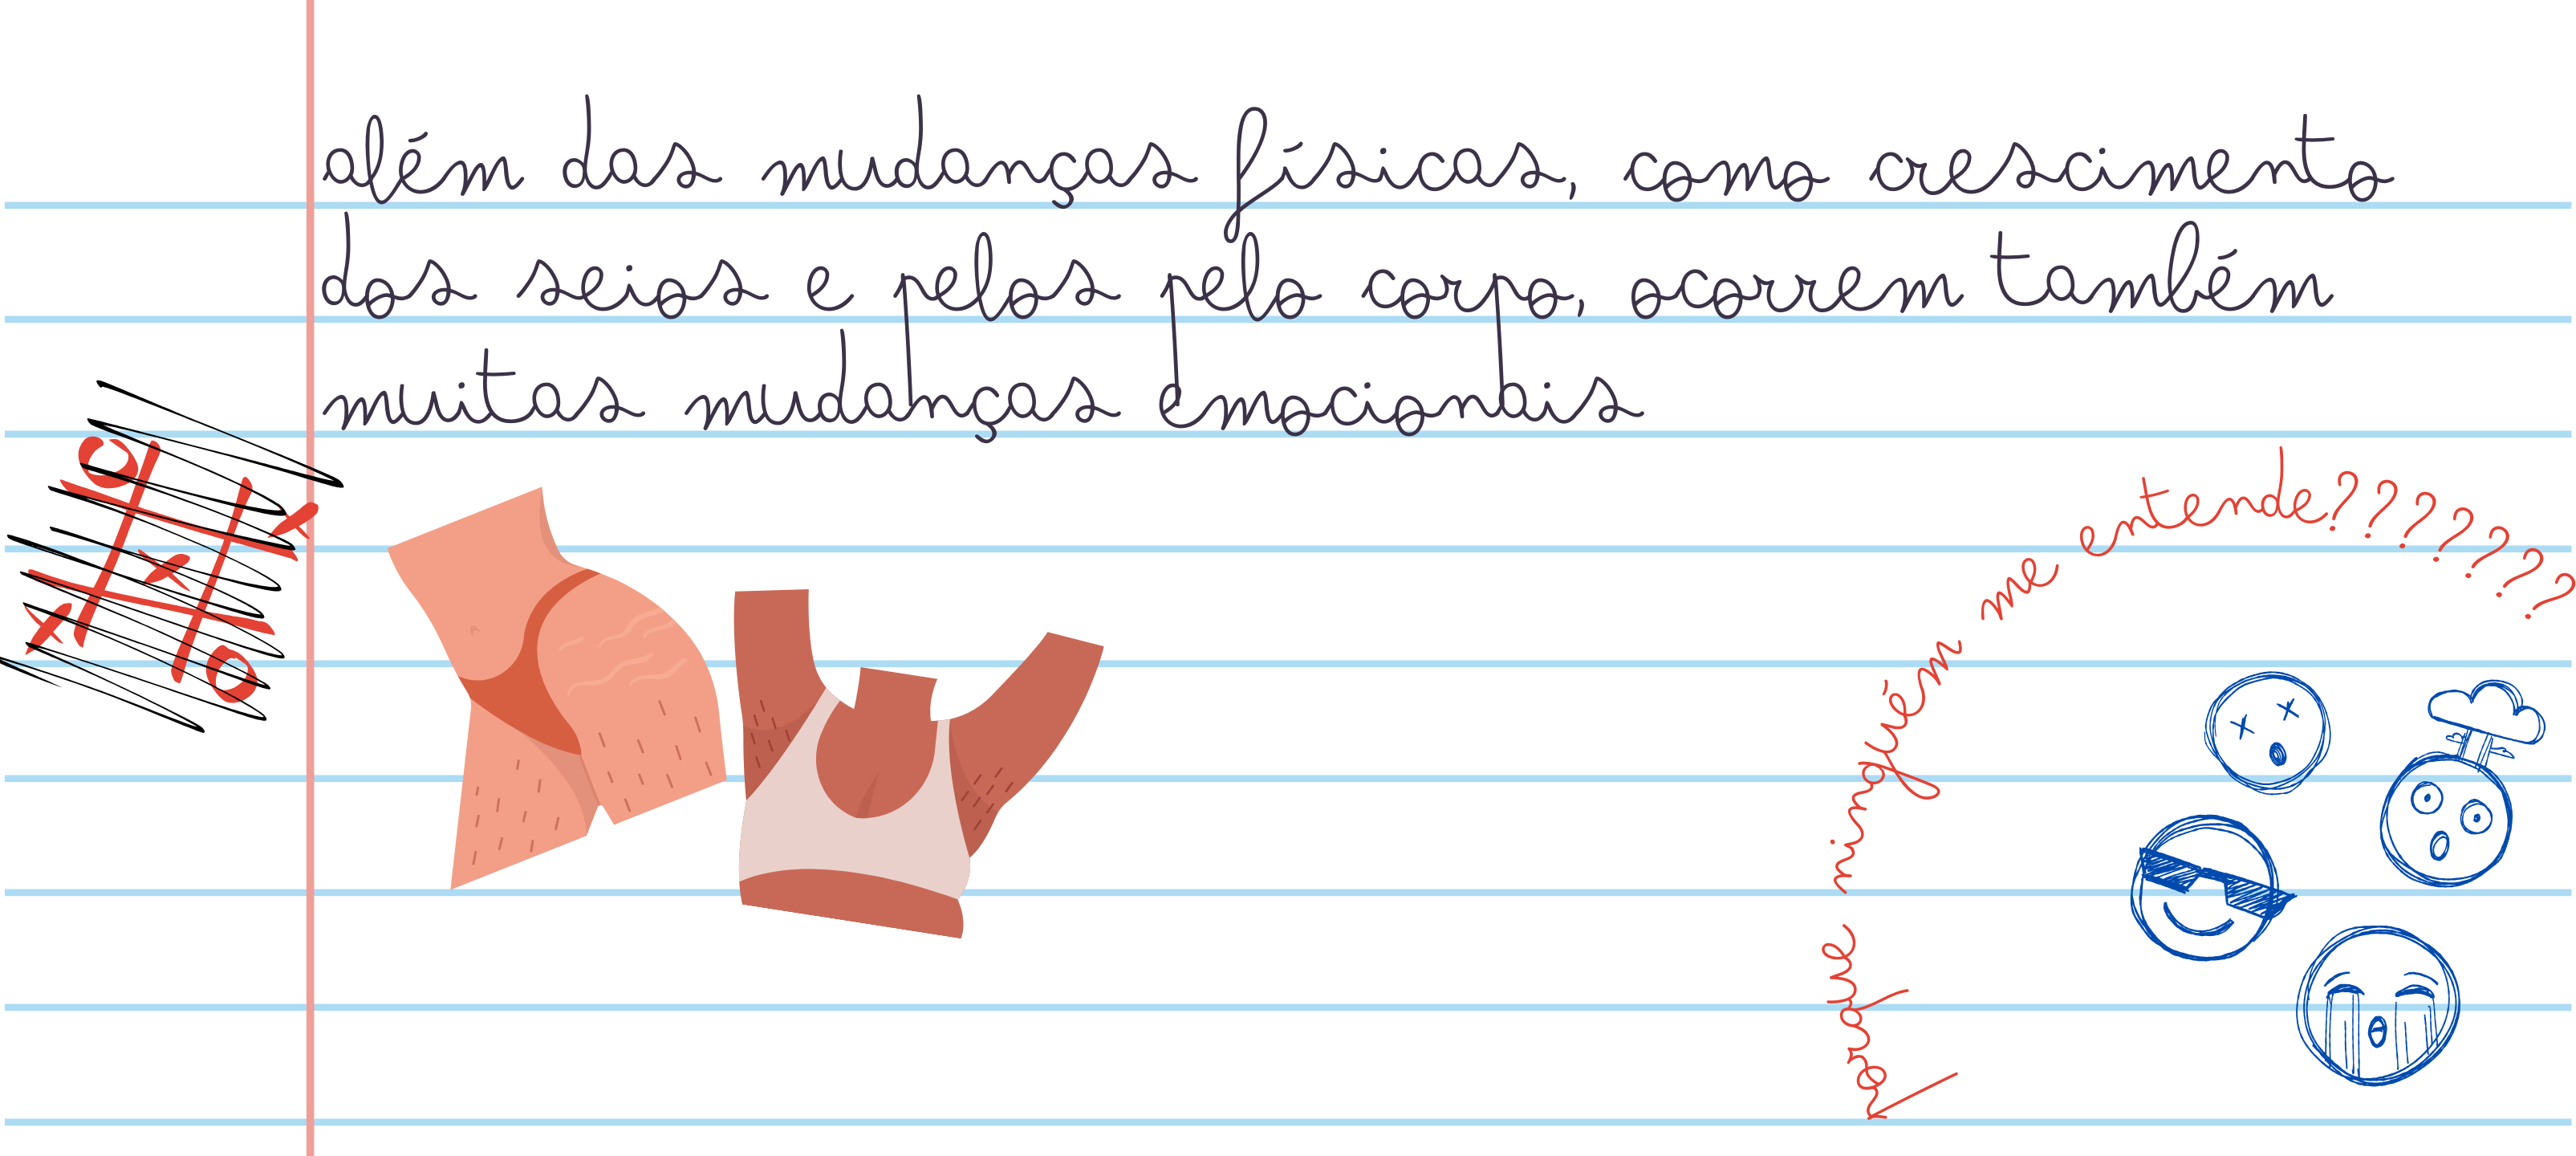 além das mudanças físicas, como crescimento
dos seios e pelos pelo corpo, ocorrem também
muitas mudanças emocionais
porque ninguém me entende????????